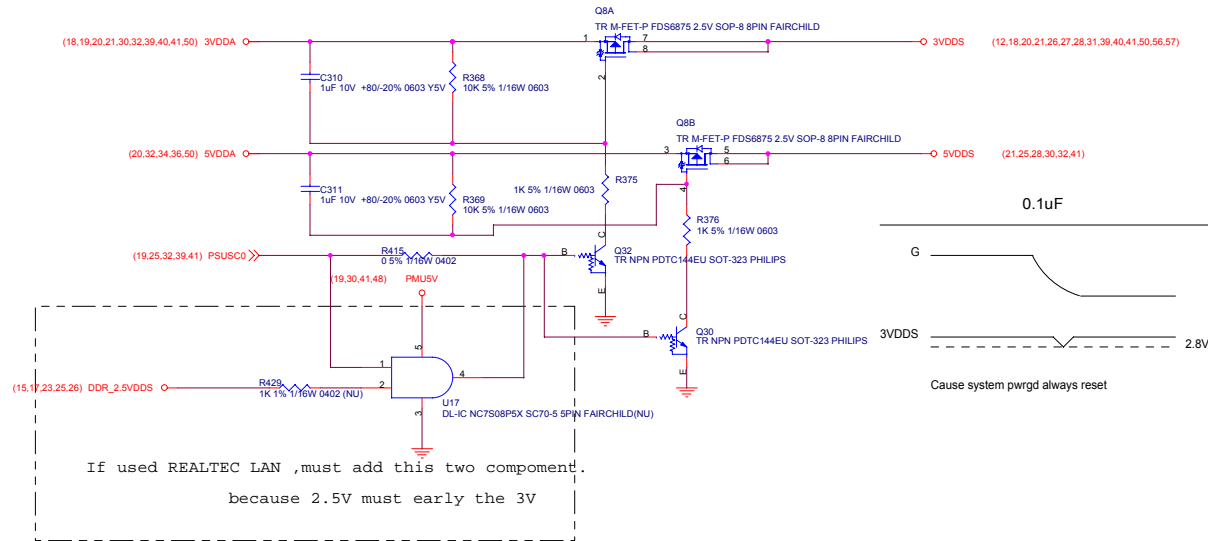 Q8A
TR M-FET-P FDS6875 2.5V SOP-8 8PIN FAIRCHILD
(18,19,20,21,30,32,39,40,41,50) 3VDDA
1
7
8
2
3VDDS (12,18,20,21,26,27,28,31,39,40,41,50,56,57)
C310
1uF 10V +80/-20% 0603 Y5V
R368
10K 5% 1/16W 0603
Q8B
TR M-FET-P FDS6875 2.5V SOP-8 8PIN FAIRCHILD
(20,32,34,36,50) 5VDDA
3
5
6
4
5VDDS (21,25,28,30,32,41)
C311
1uF 10V +80/-20% 0603 Y5V
R369
10K 5% 1/16W 0603
R375
1K 5% 1/16W 0603
R376
1K 5% 1/16W 0603
0.1uF
G
(19,25,32,39,41) PSUSC0
R415
0 5% 1/16W 0402
B
C
E
Q32
TR NPN PDTC144EU SOT-323 PHILIPS
(19,30,41,48) PMU5V
B
C
E
Q30
TR NPN PDTC144EU SOT-323 PHILIPS
3VDDS
2.8V
Cause system pwrgd always reset
5
1
2
4
3
(15,17,23,25,26) DDR_2.5VDDS
R429
1K 1% 1/16W 0402 (NU)
U17
DL-IC NC7S08P5X SC70-5 5PIN FAIRCHILD(NU)
If used REALTEC LAN ,must add this two compoment.
because 2.5V must early the 3V